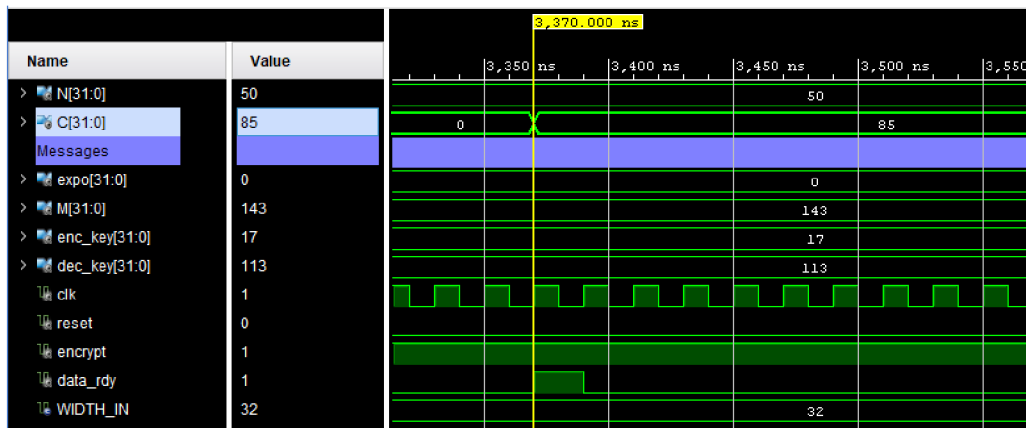 3,370.000 ns
Name Value
3,350 ns 3,400 ns 3,450 ns 3,500 ns 3,550
> N[31:0] 50 50
> C[31:0] 85 0 85
Messages
> expo[31:0] 0 0
> M[31:0] 143 143
> enc_key[31:0] 17 17
> dec_key[31:0] 113 113
clk 1
reset 0
encrypt 1
data_rdy 1
WIDTH_IN 32 32